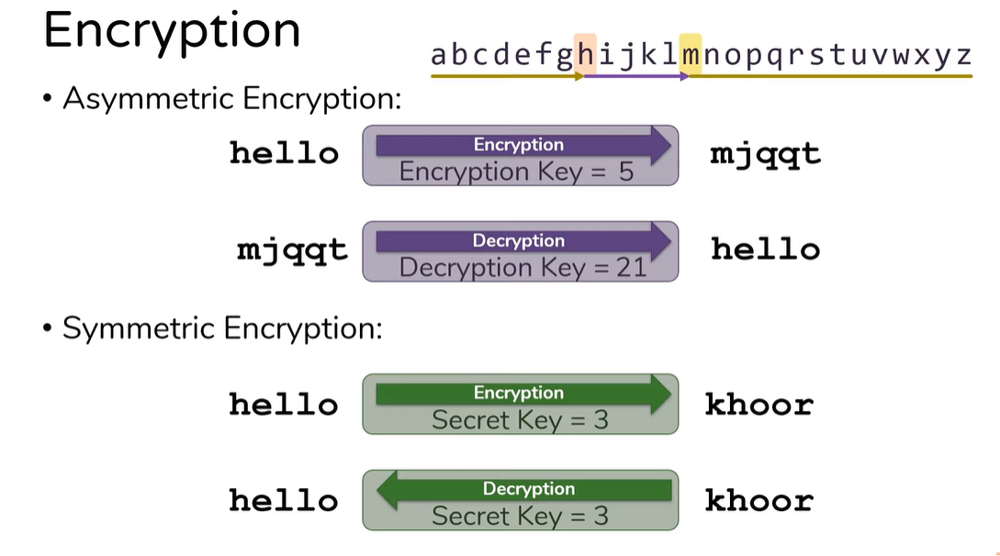 Encryption
abcdefghijklmnopqrstuvwxyz
• Asymmetric Encryption:
hello
Encryption
Encryption Key = 5
mjqqt
mjqqt
Decryption
Decryption Key = 21
hello
• Symmetric Encryption:
hello
Encryption
Secret Key = 3
khoor
hello
Decryption
Secret Key = 3
khoor